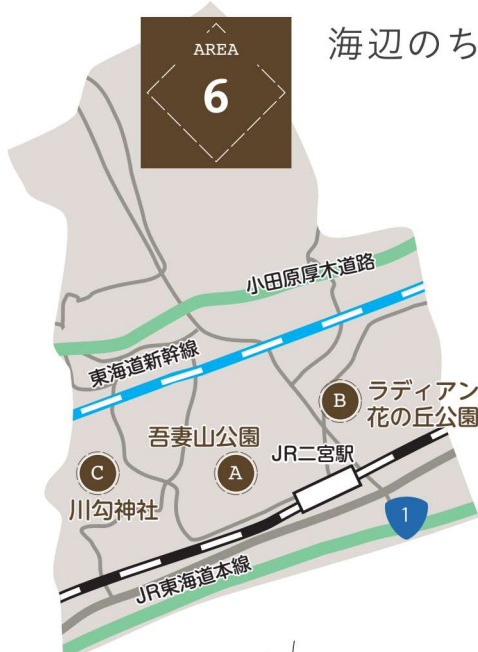 AREA
6
海辺のち
小田原厚木道路
東海道新幹線
B
ラディアン
花の丘公園
吾妻山公園
A
JR二宮駅
C
川勾神社
1
JR東海道本線